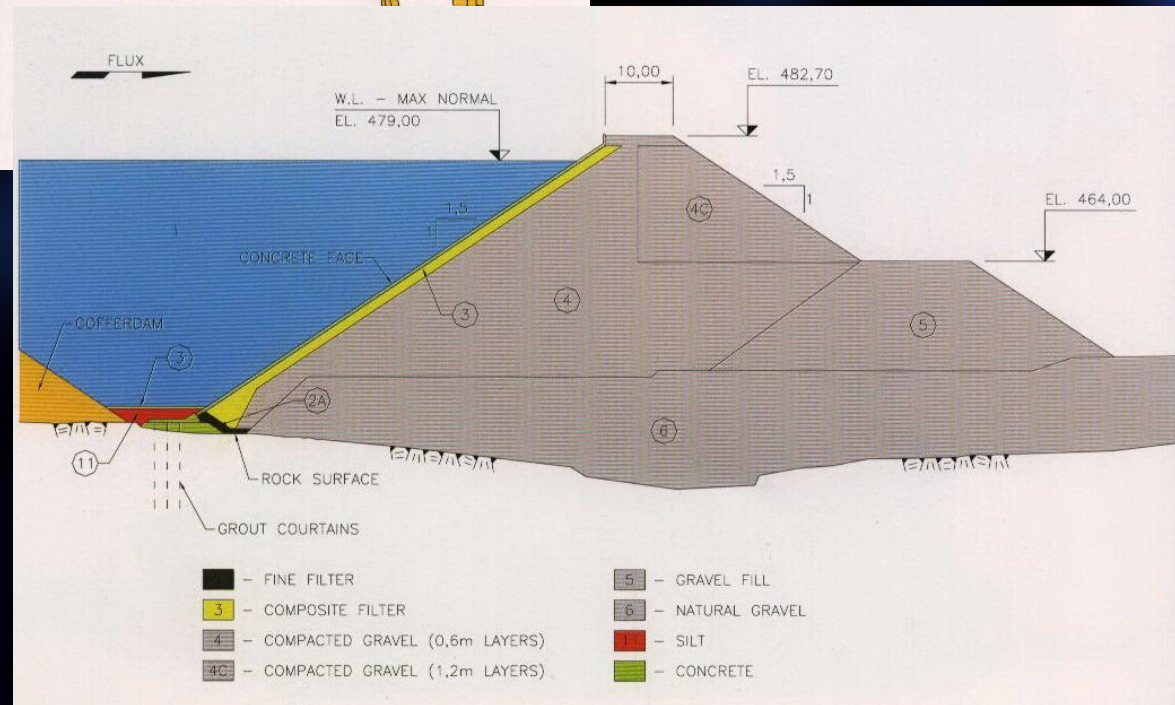 FLUX
10,00
EL. 482,70
W.L. - MAX NORMAL
EL. 479,00
1,5
1
4C
EL. 464,00
1,5
1
CONCRETE FACE
4
3
5
COFFERDAM
3
2A
6
11
ROCK SURFACE
GROUT COURTAINS
- FINE FILTER
3 - COMPOSITE FILTER
4 - COMPACTED GRAVEL (0,6m LAYERS)
4C - COMPACTED GRAVEL (1,2m LAYERS)
5 - GRAVEL FILL
6 - NATURAL GRAVEL
11 - SILT
- CONCRETE